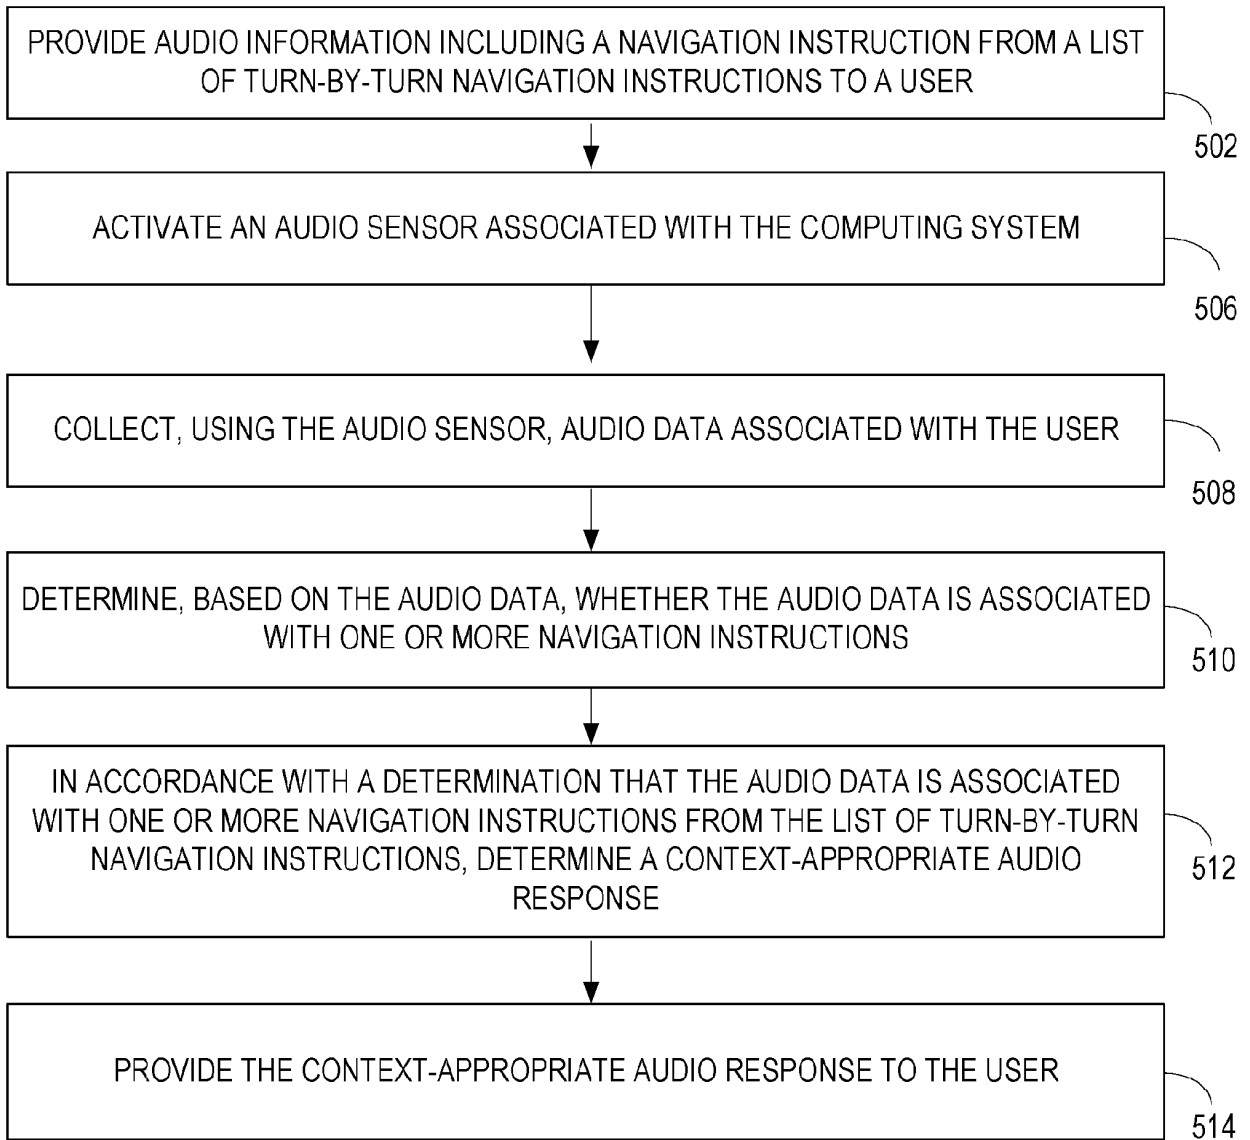 PROVIDE AUDIO INFORMATION INCLUDING A NAVIGATION INSTRUCTION FROM A LIST
OF TURN-BY-TURN NAVIGATION INSTRUCTIONS TO A USER
502
ACTIVATE AN AUDIO SENSOR ASSOCIATED WITH THE COMPUTING SYSTEM
506
COLLECT, USING THE AUDIO SENSOR, AUDIO DATA ASSOCIATED WITH THE USER
508
DETERMINE, BASED ON THE AUDIO DATA, WHETHER THE AUDIO DATA IS ASSOCIATED
WITH ONE OR MORE NAVIGATION INSTRUCTIONS
510
IN ACCORDANCE WITH A DETERMINATION THAT THE AUDIO DATA IS ASSOCIATED
WITH ONE OR MORE NAVIGATION INSTRUCTIONS FROM THE LIST OF TURN-BY-TURN
NAVIGATION INSTRUCTIONS, DETERMINE A CONTEXT-APPROPRIATE AUDIO
RESPONSE
512
PROVIDE THE CONTEXT-APPROPRIATE AUDIO RESPONSE TO THE USER
514